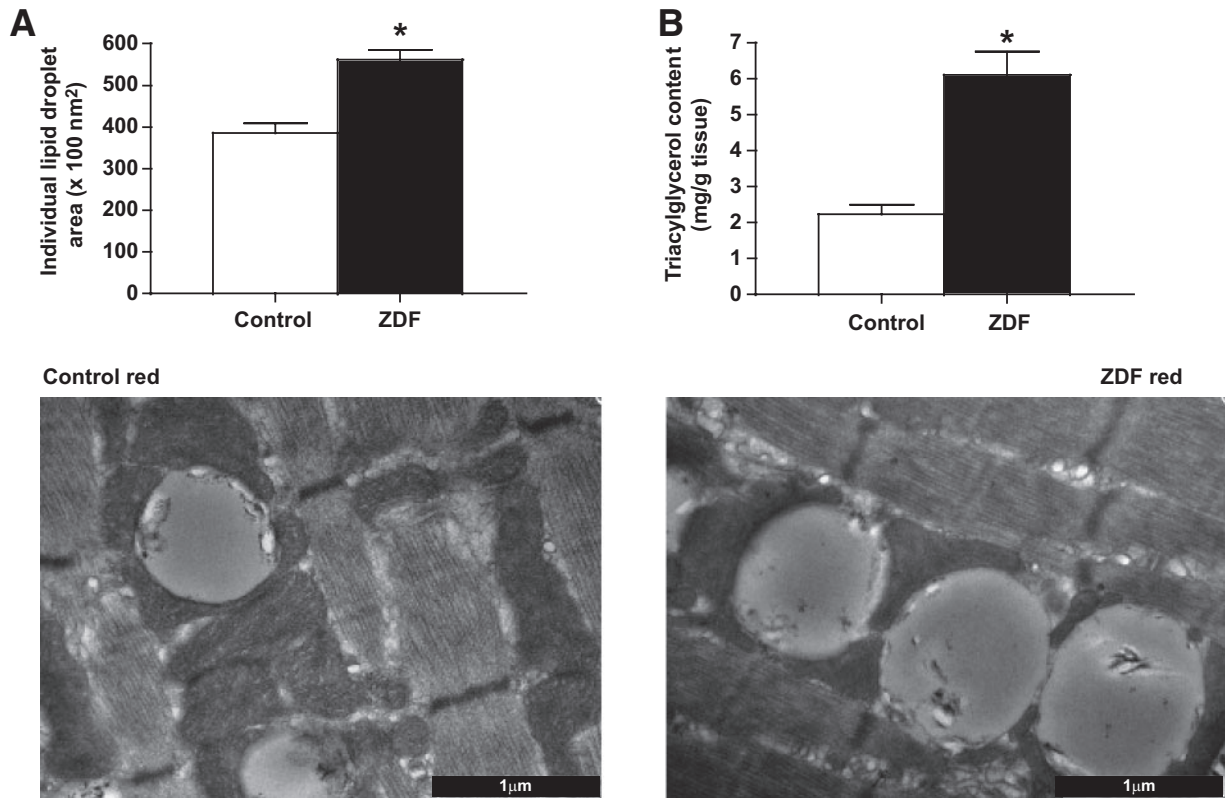 A
Individual lipid droplet
area (x 100 nm²)
600
500
400
300
200
100
0
*
Control
ZDF
B
Triacylglycerol content
(mg/g tissue)
7
6
5
4
3
2
1
0
*
Control
ZDF
Control red
ZDF red
1μm
1μm